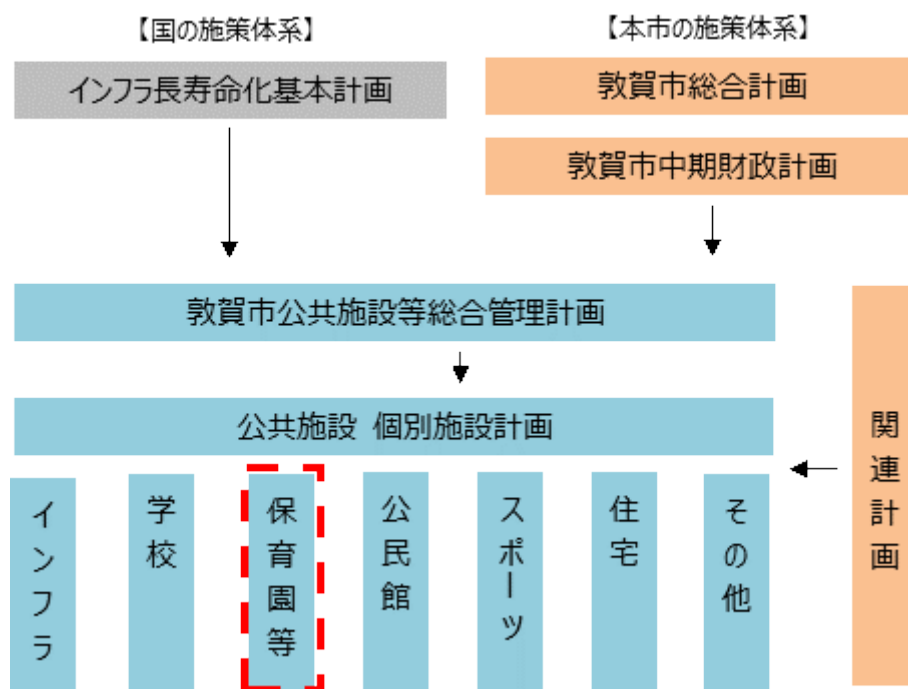 【国の施策体系】
【本市の施策体系】
インフラ長寿命化基本計画
敦賀市総合計画
敦賀市中期財政計画
敦賀市公共施設等総合管理計画
公共施設 個別施設計画
インフラ
学校
保育園等
公民館
スポーツ
住宅
その他
関連計画